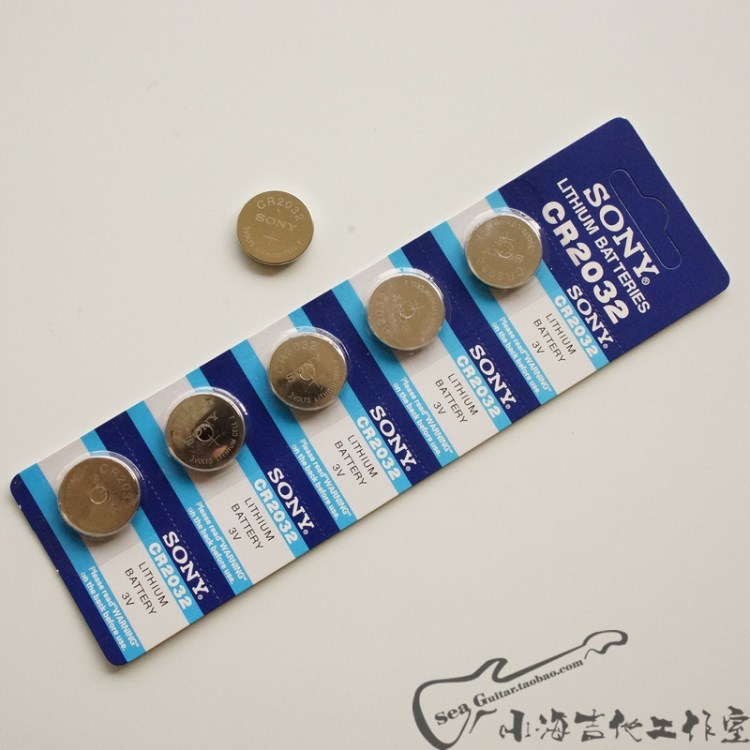 SONY®
LITHIUM BATTERIES
CR2032
CR2032
SONY
SONY®
CR2032
LITHIUM
BATTERY
3V
Please read "WARNING"
on the back before use.
SONY®
CR2032
LITHIUM
BATTERY
3V
Please read "WARNING"
on the back before use.
SONY®
CR2032
LITHIUM
BATTERY
3V
Please read "WARNING"
on the back before use.
SONY®
CR2032
LITHIUM
BATTERY
3V
Please read "WARNING"
on the back before use.
SONY®
CR2032
LITHIUM
BATTERY
3V
Please read "WARNING"
on the back before use.
CR2032
Sea Guitar.taobao.com
小海吉他工作室